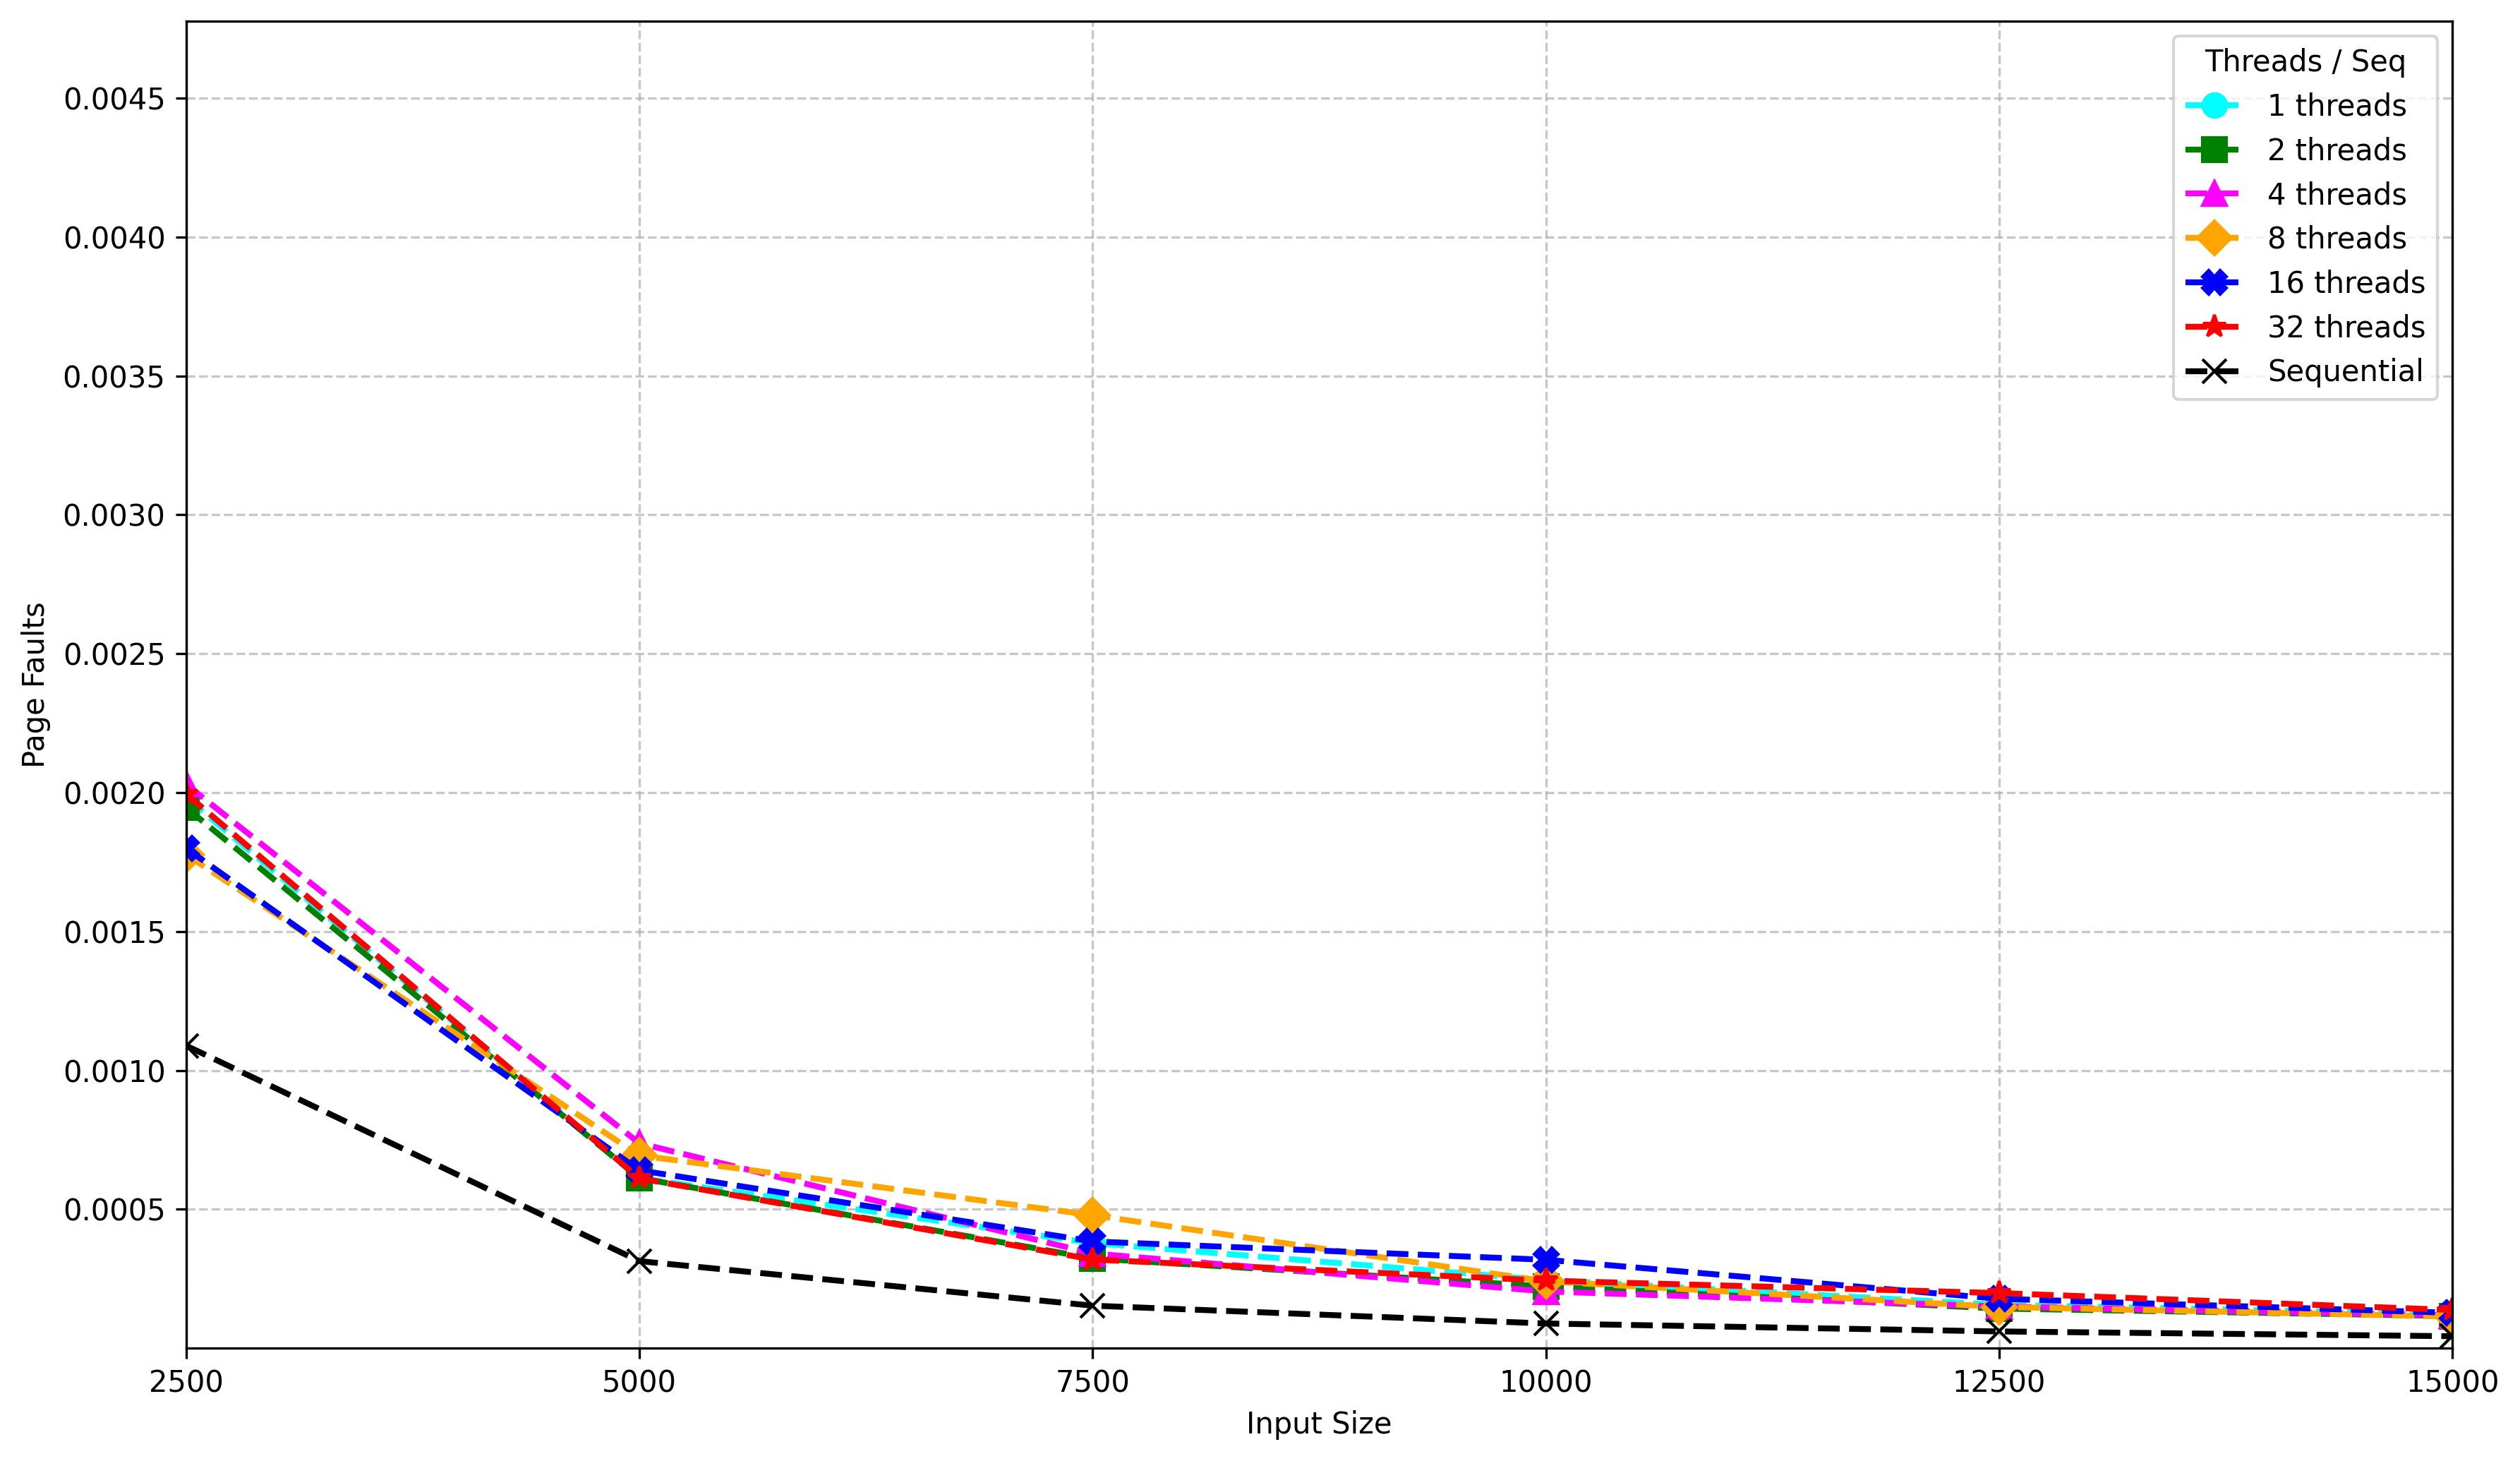 Threads / Seq
1 threads
2 threads
4 threads
8 threads
16 threads
32 threads
Sequential
0.0045
0.0040
0.0035
0.0030
0.0025
0.0020
0.0015
0.0010
0.0005
Page Faults
2500 5000 7500 10000 12500 15000
Input Size